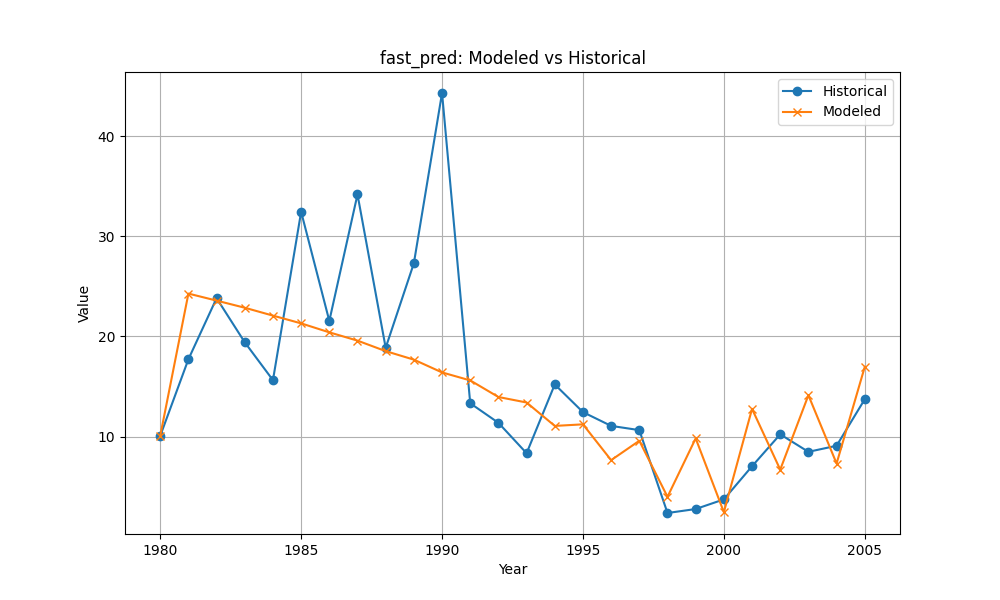 fast_pred: Modeled vs Historical
Historical
Modeled
Value
40
30
20
10
1980 1985 1990 1995 2000 2005
Year